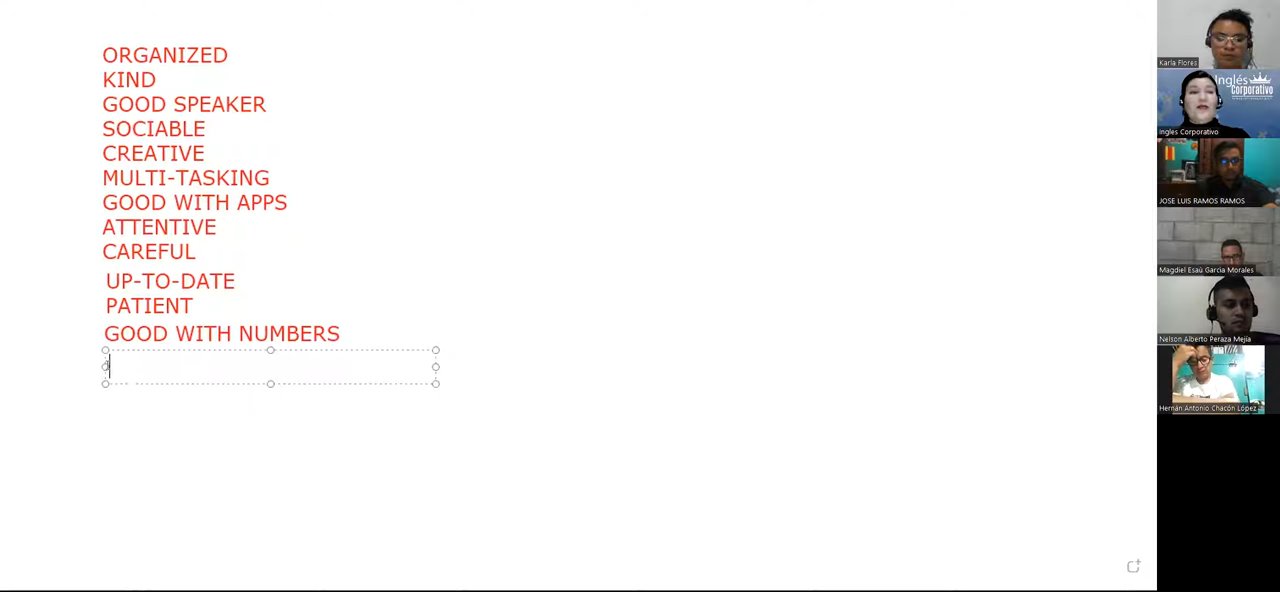 ORGANIZED
KIND
GOOD SPEAKER
SOCIABLE
CREATIVE
MULTI-TASKING
GOOD WITH APPS
ATTENTIVE
CAREFUL
UP-TO-DATE
PATIENT
GOOD WITH NUMBERS
Karla Flores
Inglés
Corporativo
Ingles Corporativo
JOSE LUIS RAMOS RAMOS
Magdiel Esaú Garcia Morales
Nelson Alberto Peraza Mejía
Hernán Antonio Chacón López